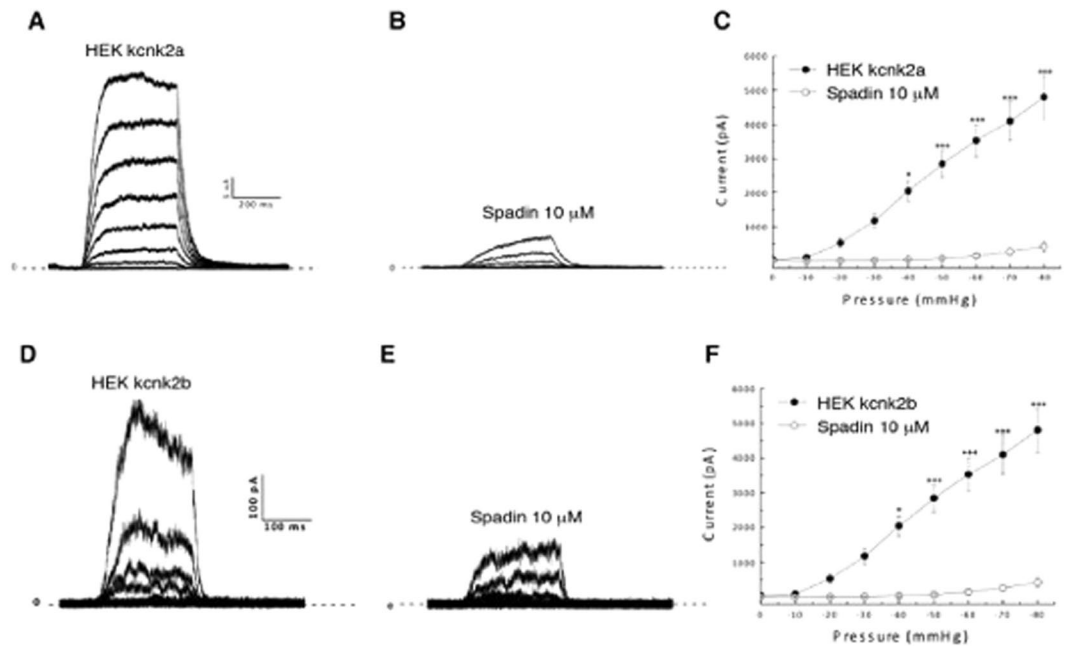 A
B
C
HEK kcnk2a
200 ms
0
Spadin 10 μM
0
HEK kcnk2a
Spadin 10 μM
6000
5000
4000
3000
2000
1000
Current (pA)
*
***
***
***
***
0 -10 -20 -30 -40 -50 -60 -70 -80
Pressure (mmHg)
D
E
F
HEK kcnk2b
100 pA
100 ms
0
Spadin 10 μM
0
HEK kcnk2b
Spadin 10 μM
6000
5000
4000
3000
2000
1000
Current (pA)
*
***
***
***
***
0 -10 -20 -30 -40 -50 -60 -70 -80
Pressure (mmHg)